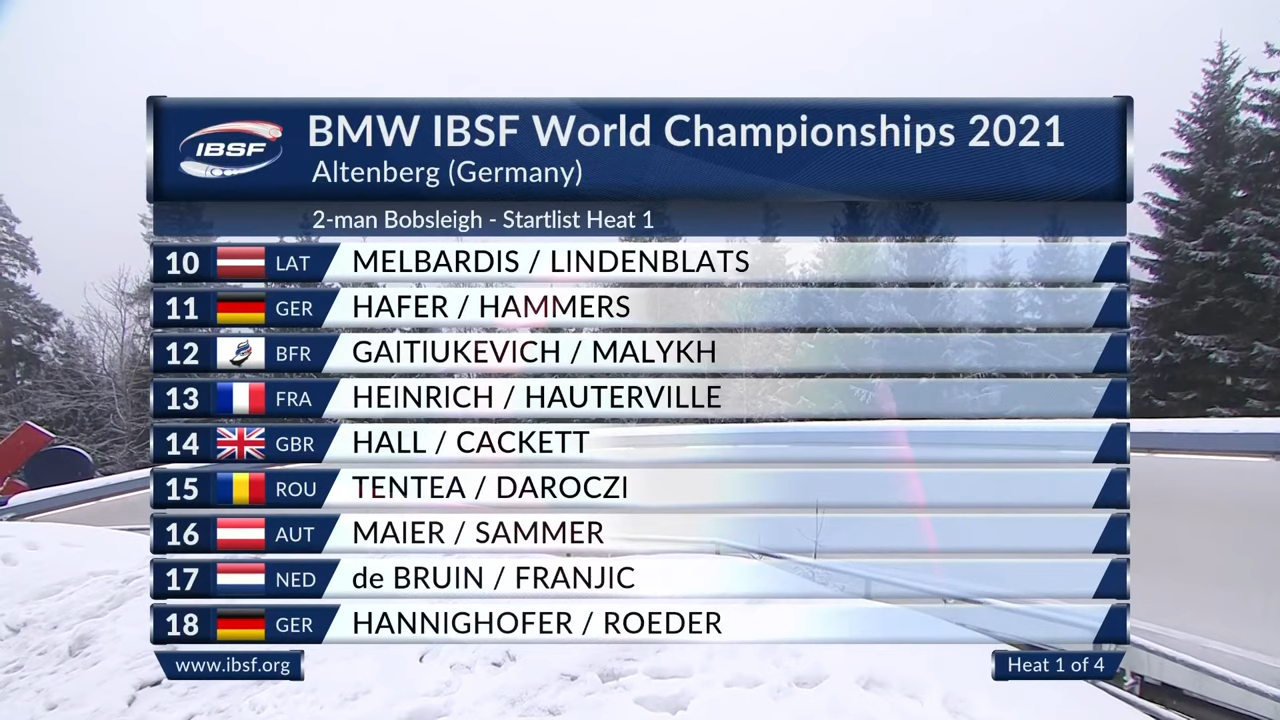 IBSF
BMW IBSF World Championships 2021
Altenberg (Germany)
2-man Bobsleigh - Startlist Heat 1
10 LAT MELBARDIS / LINDENBLATS
11 GER HAFER / HAMMERS
12 BFR GAITIUKEVICH / MALYKH
13 FRA HEINRICH / HAUTERVILLE
14 GBR HALL / CACKETT
15 ROU TENTEA / DAROCZI
16 AUT MAIER / SAMMER
17 NED de BRUIN / FRANJIC
18 GER HANNIGHOFER / ROEDER
www.ibsf.org
Heat 1 of 4